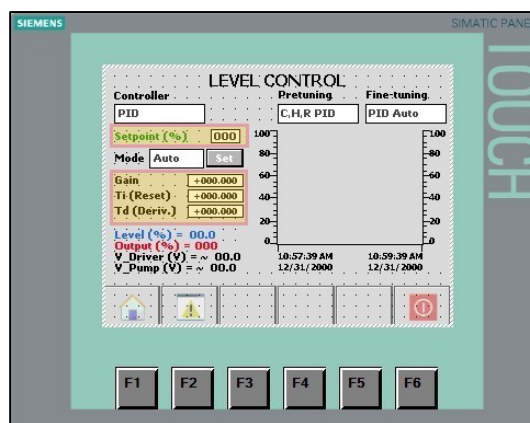 SIEMENS
SIMATIC PANE
TOUCH
LEVEL CONTROL
Controller
Pretuning
Fine-tuning
PID
C,H,R PID
PID Auto
Setpoint (%) 000
Mode Auto Set
Gain +000.000
Ti (Reset) +000.000
Td (Deriv.) +000.000
Level (%) = 00.0
Output (%) = 000
V_Driver (V) = ~ 00.0
V_Pump (V) = ~ 00.0
100
80
60
40
20
0
100
80
60
40
20
0
10:57:39 AM
12/31/2000
10:59:39 AM
12/31/2000
F1 F2 F3 F4 F5 F6